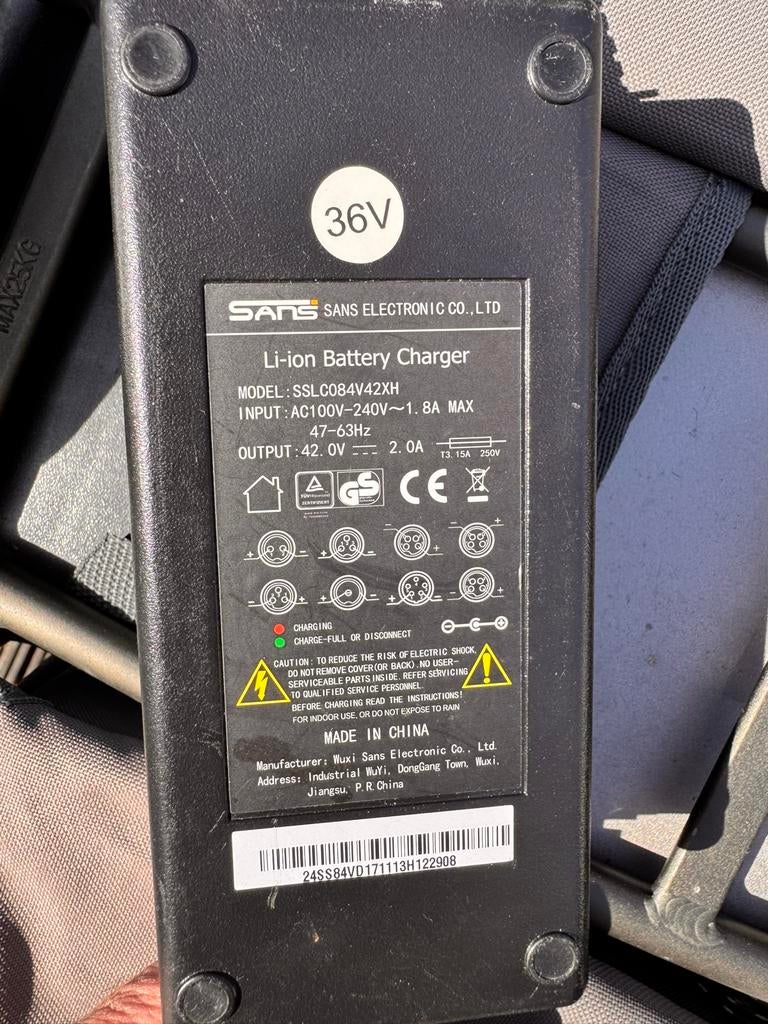 MAX25KG
36V
SANS SANS ELECTRONIC CO.,LTD
Li-ion Battery Charger
MODEL:SSLC084V42XH
INPUT:AC100V-240V~1.8A MAX
47-63Hz
OUTPUT:42.0V 2.0A
T3.15A 250V
GS CE
CHARGING
CHARGE-FULL OR DISCONNECT
CAUTION: TO REDUCE THE RISK OF ELECTRIC SHOCK,
DO NOT REMOVE COVER(OR BACK). NO USER-
SERVICEABLE PARTS INSIDE. REFER SERVICING
TO QUALIFIED SERVICE PERSONNEL.
BEFORE CHARGING READ THE INSTRUCTIONS!
FOR INDOOR USE, OR DO NOT EXPOSE TO RAIN
MADE IN CHINA
Manufacturer: Wuxi Sans Electronic Co., Ltd.
Address: Industrial WuYi, DongGang Town, Wuxi,
Jiangsu, P.R.China
24SS84VD171113H122908